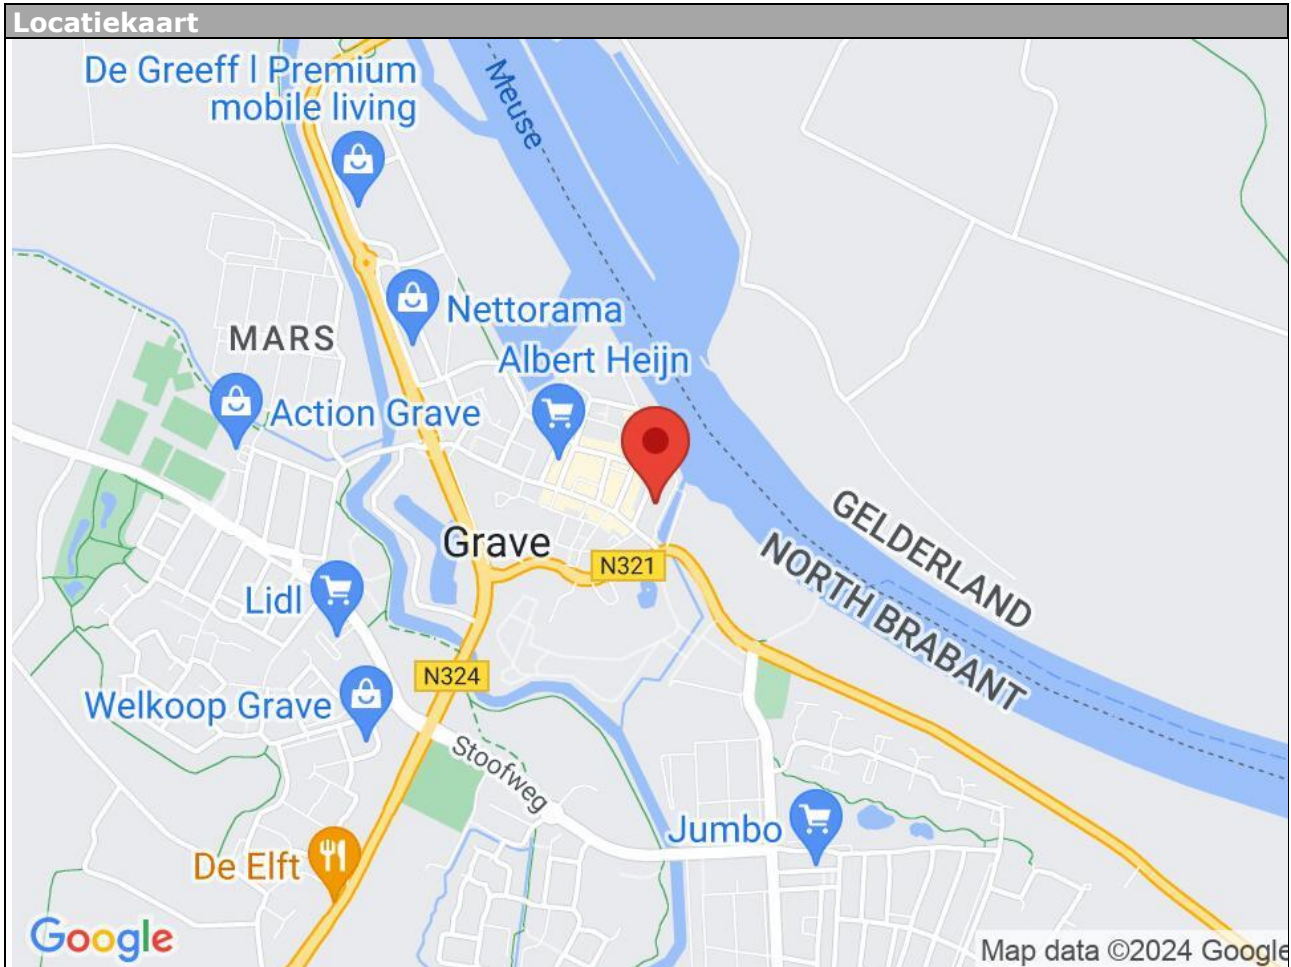 Locatiekaart
De Greeff l Premium
mobile living
Meuse
Nettorama
MARS
Albert Heijn
Action Grave
GELDERLAND
Grave
NORTH BRABANT
N321
Lidl
N324
Welkoop Grave
Stoofweg
Jumbo
De Elft
Google
Map data ©2024 Google